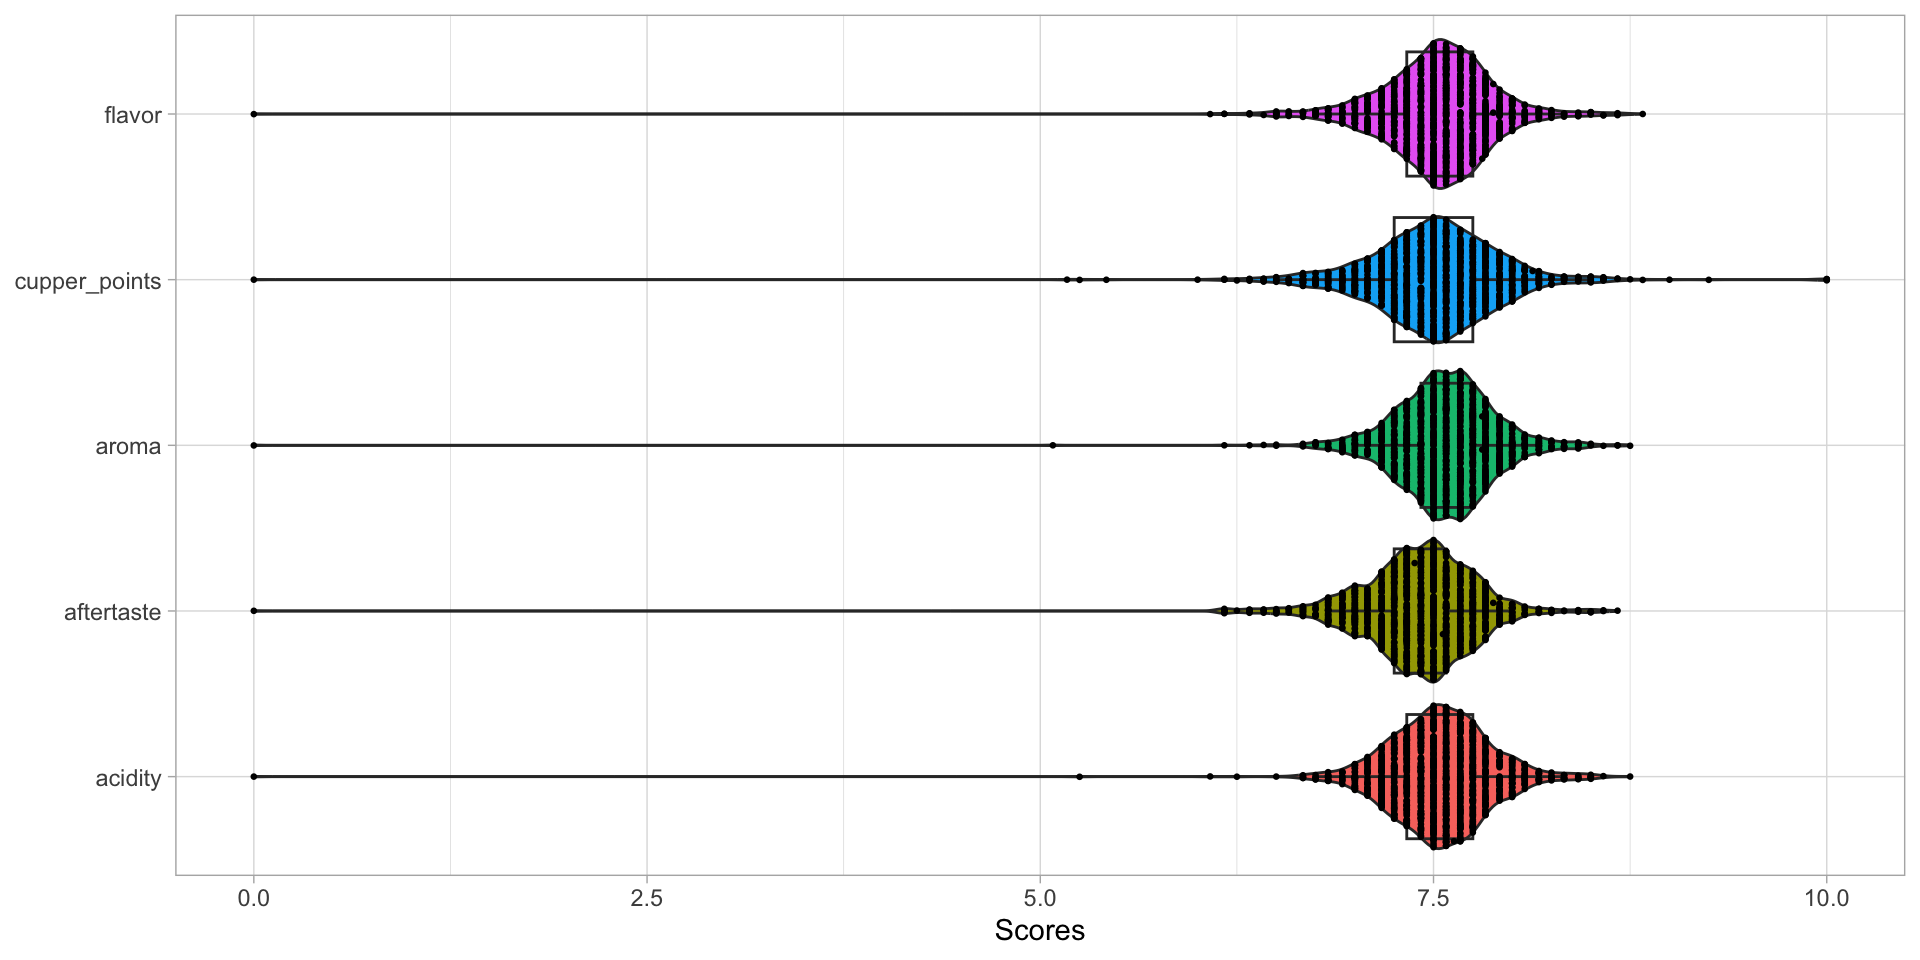 flavor
cupper_points
aroma
aftertaste
acidity
0.0 2.5 5.0 7.5 10.0
Scores